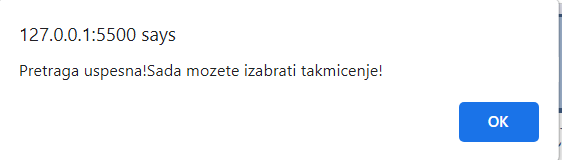 127.0.0.1:5500 says
Pretraga uspesna!Sada mozete izabrati takmicenje!
OK